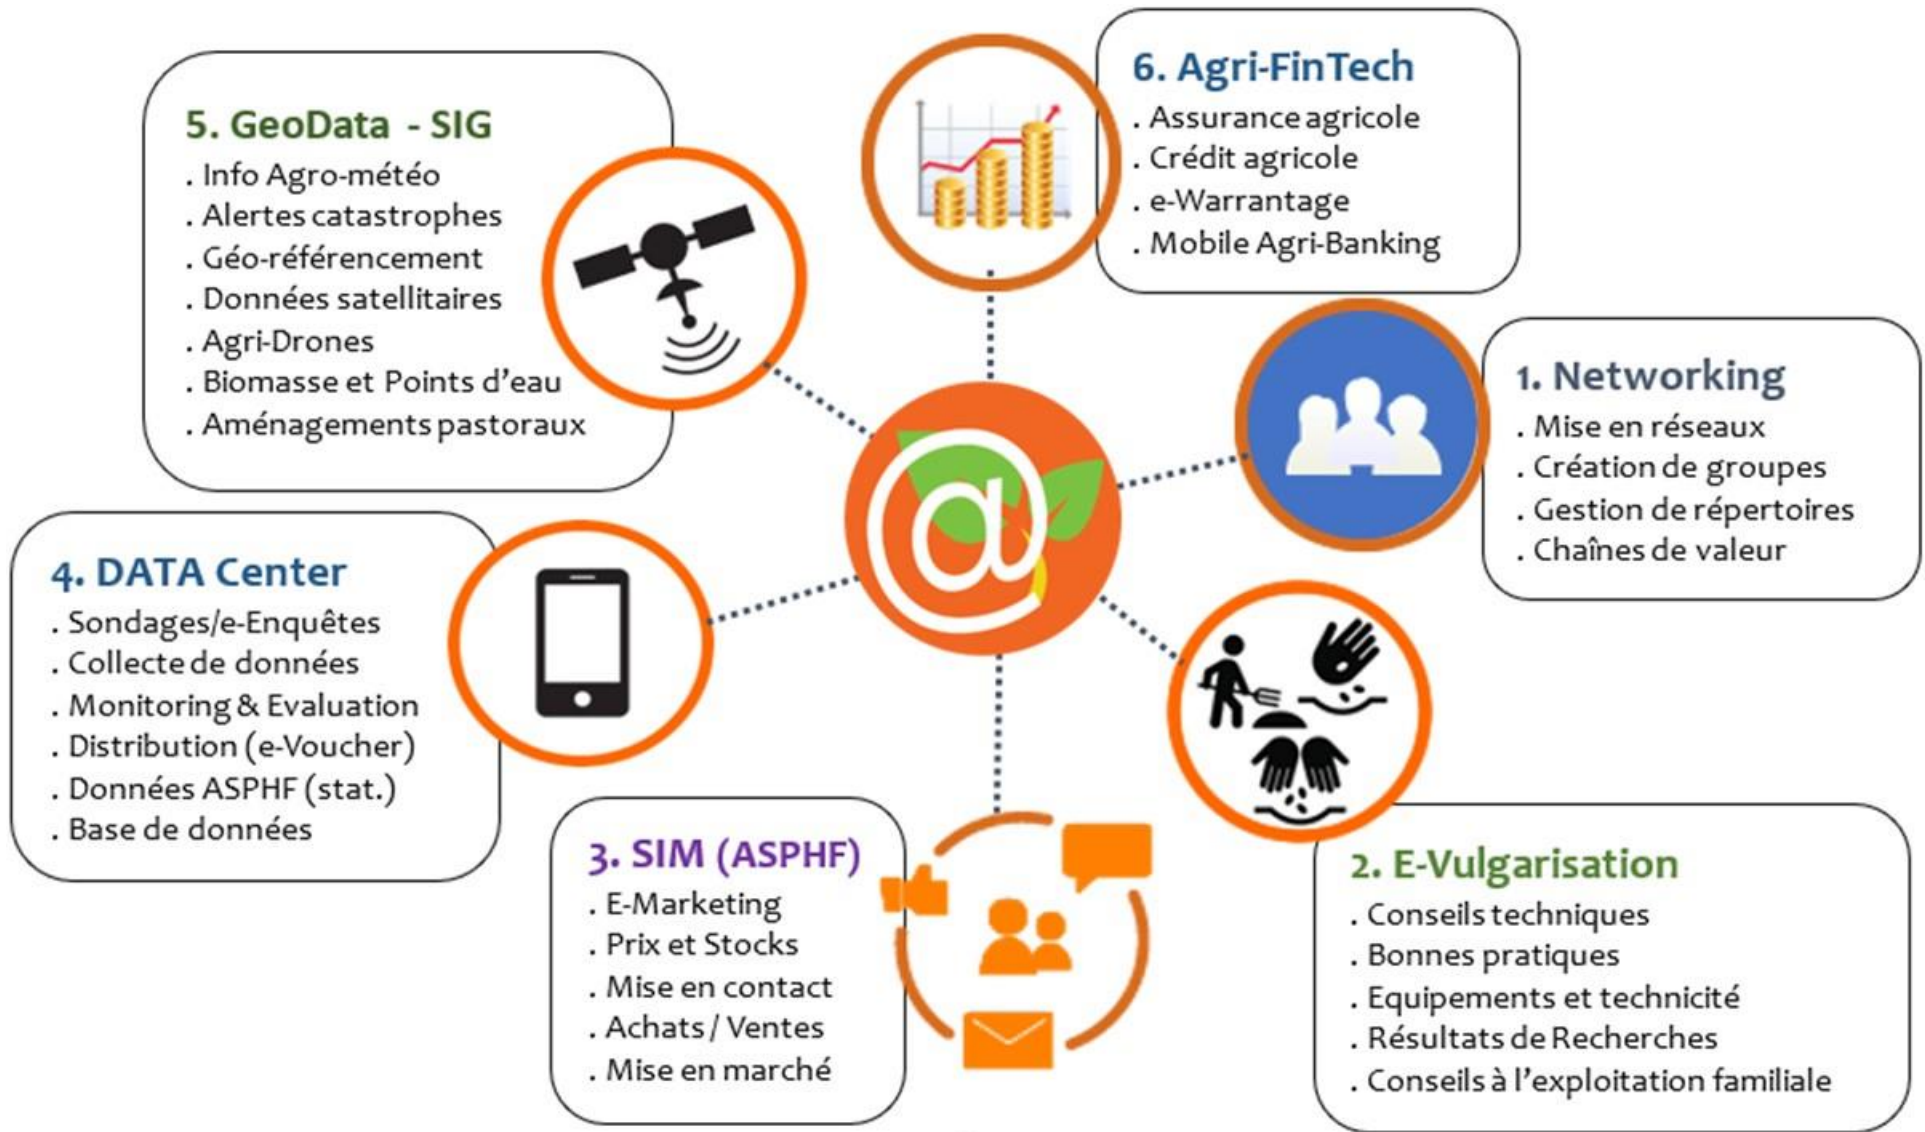 6. Agri-FinTech
. Assurance agricole
. Crédit agricole
. e-Warrantage
. Mobile Agri-Banking
5. GeoData - SIG
. Info Agro-météo
. Alertes catastrophes
. Géo-référencement
. Données satellitaires
. Agri-Drones
. Biomasse et Points d’eau
. Aménagements pastoraux
1. Networking
. Mise en réseaux
. Création de groupes
. Gestion de répertoires
. Chaînes de valeur
@
4. DATA Center
. Sondages/e-Enquêtes
. Collecte de données
. Monitoring & Evaluation
. Distribution (e-Voucher)
. Données ASPHF (stat.)
. Base de données
3. SIM (ASPHF)
. E-Marketing
. Prix et Stocks
. Mise en contact
. Achats / Ventes
. Mise en marché
2. E-Vulgarisation
. Conseils techniques
. Bonnes pratiques
. Equipements et technicité
. Résultats de Recherches
. Conseils à l’exploitation familiale